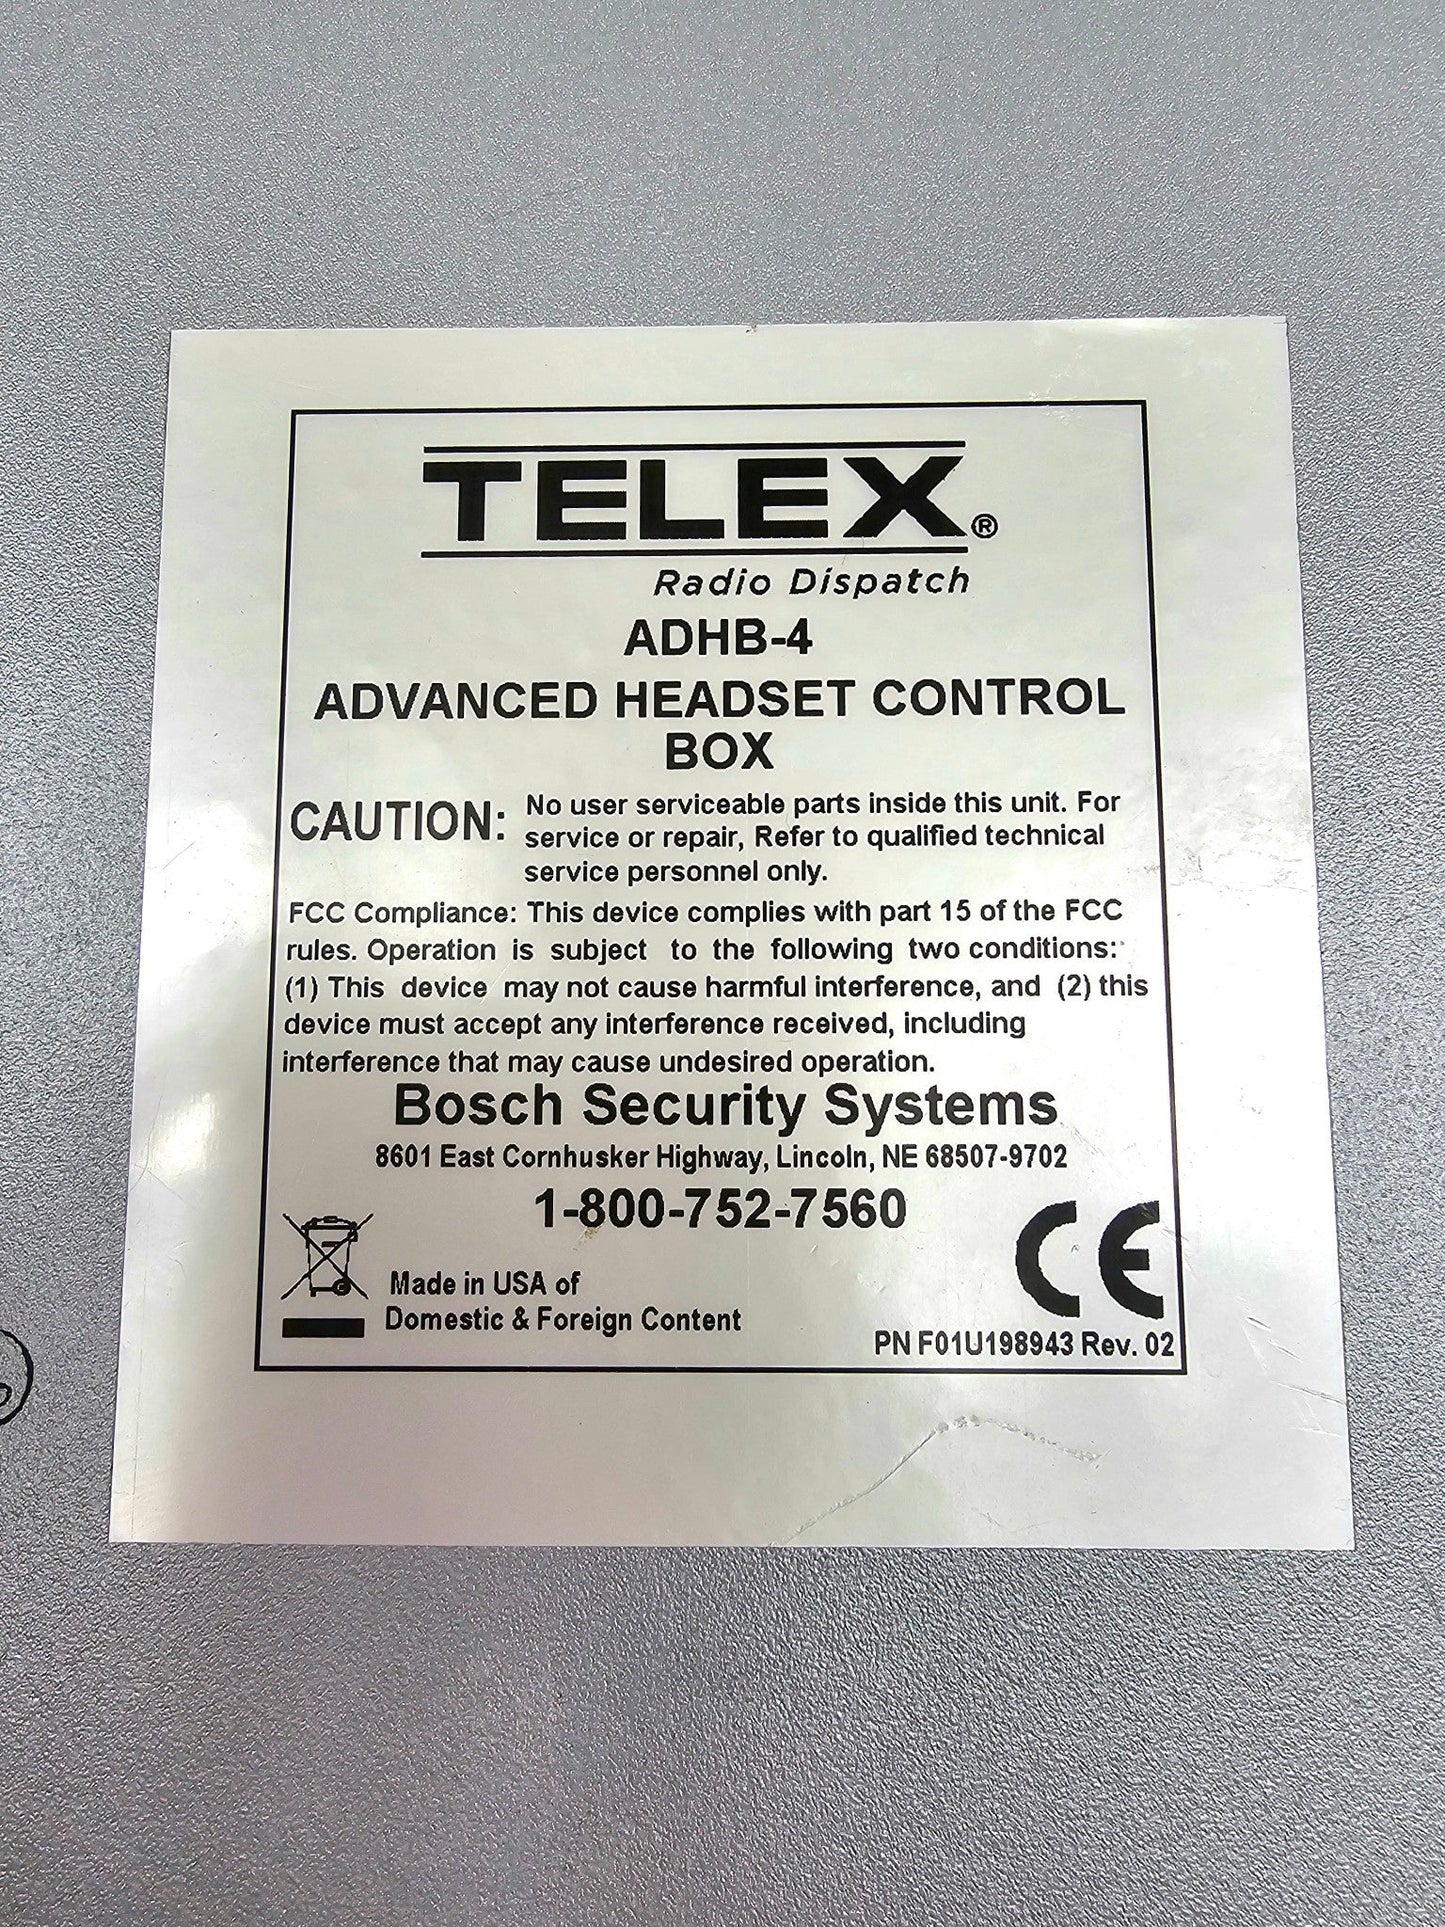 TELEX®
Radio Dispatch
ADHB-4
ADVANCED HEADSET CONTROL
BOX
CAUTION: No user serviceable parts inside this unit. For
service or repair, Refer to qualified technical
service personnel only.
FCC Compliance: This device complies with part 15 of the FCC
rules. Operation is subject to the following two conditions:
(1) This device may not cause harmful interference, and (2) this
device must accept any interference received, including
interference that may cause undesired operation.
Bosch Security Systems
8601 East Cornhusker Highway, Lincoln, NE 68507-9702
1-800-752-7560
CE
Made in USA of
Domestic & Foreign Content
PN F01U198943 Rev. 02